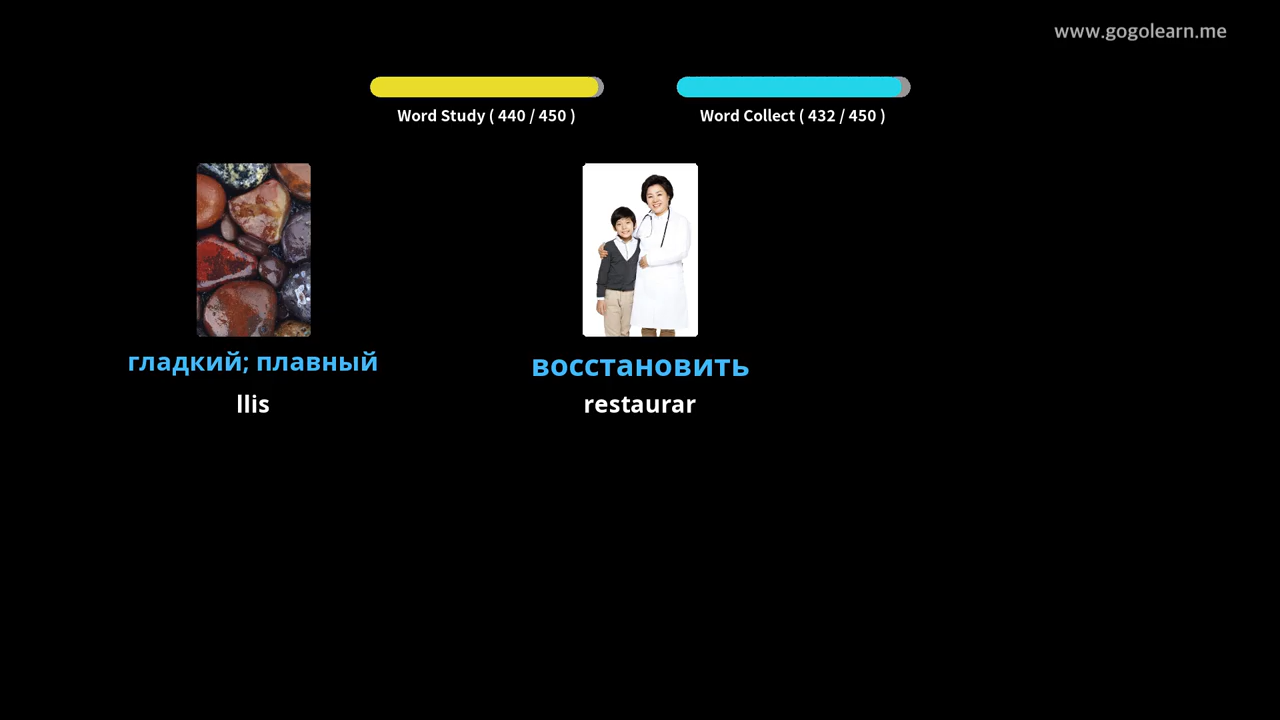 www.gogolearn.me
Word Study ( 440 / 450 )
Word Collect ( 432 / 450 )
гладкий; плавный
llis
восстановить
restaurar